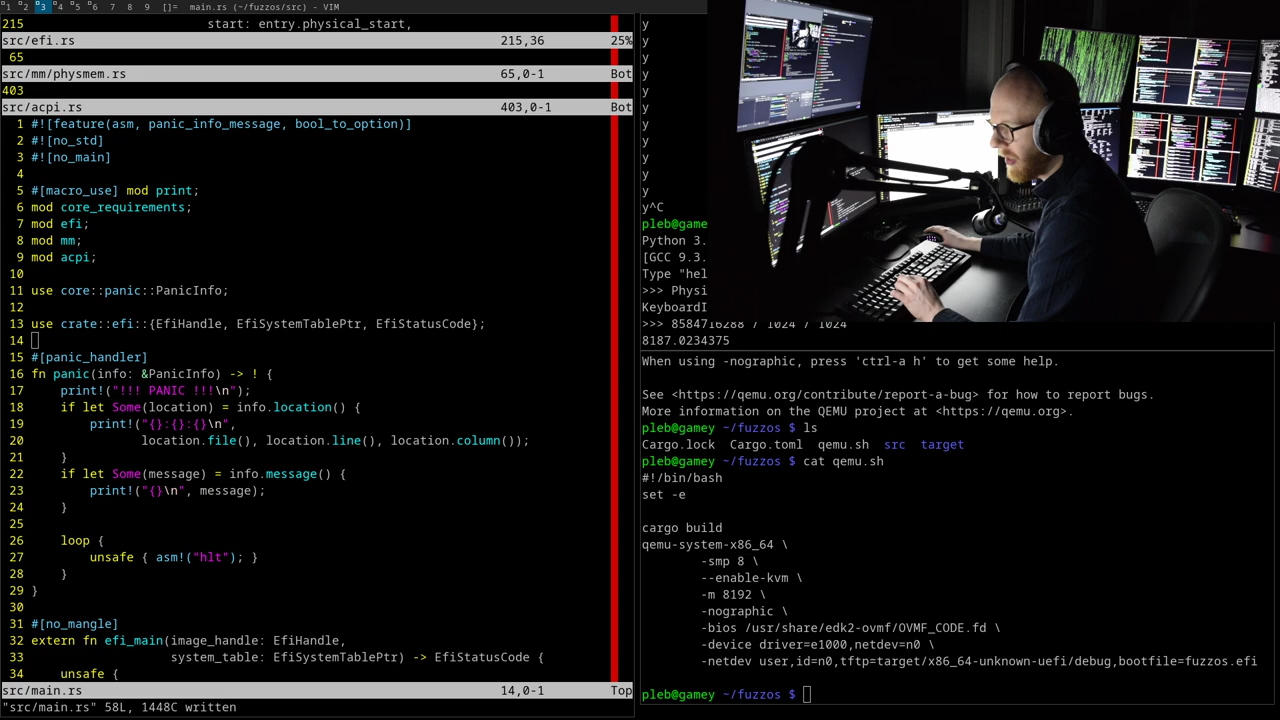 1 2 3 4 5 6 7 8 9 []= main.rs (~/fuzzos/src) - VIM
215 start: entry.physical_start,
src/efi.rs 215,36 25%
65
src/mm/physmem.rs 65,0-1 Bot
403
src/acpi.rs 403,0-1 Bot
1 #![feature(asm, panic_info_message, bool_to_option)]
2 #![no_std]
3 #![no_main]
4
5 #[macro_use] mod print;
6 mod core_requirements;
7 mod efi;
8 mod mm;
9 mod acpi;
10
11 use core::panic::PanicInfo;
12
13 use crate::efi::{EfiHandle, EfiSystemTablePtr, EfiStatusCode};
14
15 #[panic_handler]
16 fn panic(info: &PanicInfo) -> ! {
17 print!("!!! PANIC !!!\n");
18 if let Some(location) = info.location() {
19 print!("{}:{}:{}\n",
20 location.file(), location.line(), location.column());
21 }
22 if let Some(message) = info.message() {
23 print!("{}\n", message);
24 }
25
26 loop {
27 unsafe { asm!("hlt"); }
28 }
29 }
30
31 #[no_mangle]
32 extern fn efi_main(image_handle: EfiHandle,
33 system_table: EfiSystemTablePtr) -> EfiStatusCode {
34 unsafe {
src/main.rs 14,0-1 Top
"src/main.rs" 58L, 1448C written
y
y
y
y
y
y
y
y
y
y
y
y^C
pleb@game
Python 3.
[GCC 9.3.
Type "hel
>>> Physi
KeyboardI
>>> 8584716288 / 1024 / 1024
8187.0234375
When using -nographic, press 'ctrl-a h' to get some help.
See <https://qemu.org/contribute/report-a-bug> for how to report bugs.
More information on the QEMU project at <https://qemu.org>.
pleb@gamey ~/fuzzos $ ls
Cargo.lock Cargo.toml qemu.sh src target
pleb@gamey ~/fuzzos $ cat qemu.sh
#!/bin/bash
set -e
cargo build
qemu-system-x86_64 \
-smp 8 \
--enable-kvm \
-m 8192 \
-nographic \
-bios /usr/share/edk2-ovmf/OVMF_CODE.fd \
-device driver=e1000,netdev=n0 \
-netdev user,id=n0,tftp=target/x86_64-unknown-uefi/debug,bootfile=fuzzos.efi
pleb@gamey ~/fuzzos $